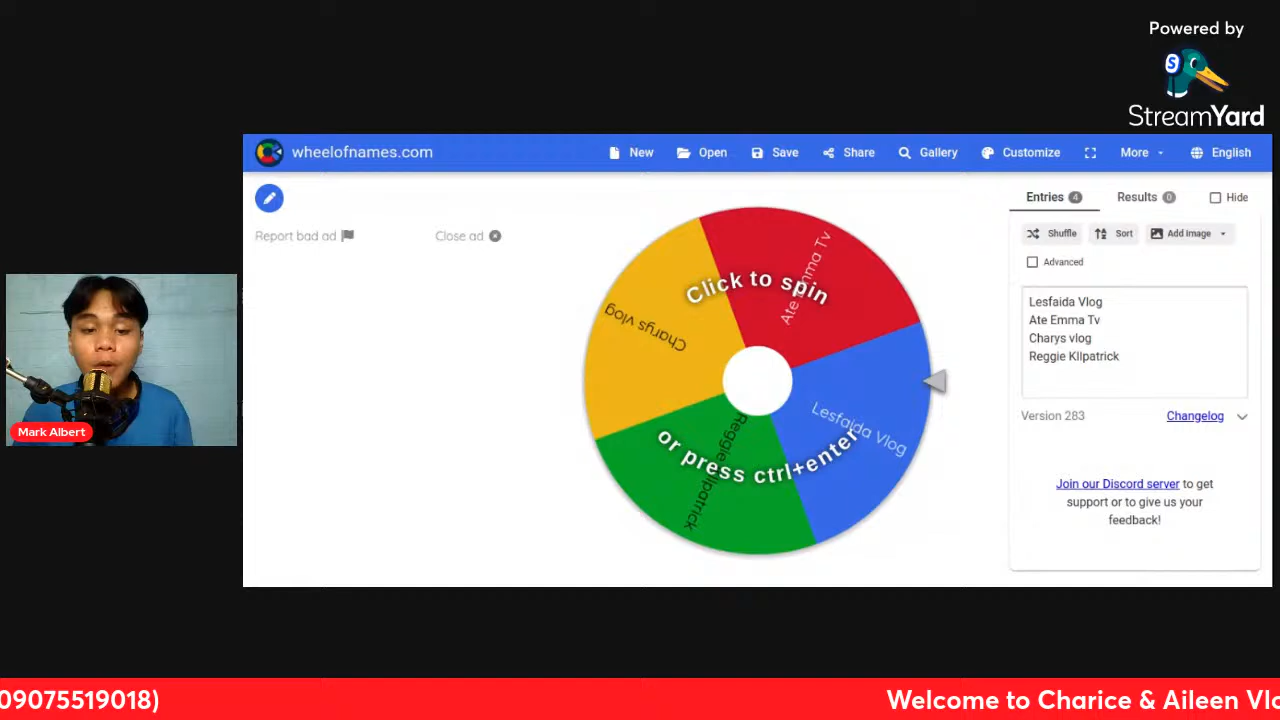 Powered by
StreamYard
wheelofnames.com
New
Open
Save
Share
Gallery
Customize
More
English
Report bad ad
Close ad
Entries 4
Results 0
Hide
Shuffle
Sort
Add image
Advanced
Lesfaida Vlog
Ate Emma Tv
Charys vlog
Reggie KIlpatrick
Version 283
Changelog
Join our Discord server to get
support or to give us your
feedback!
Click to spin
or press ctrl+enter
Ate Emma Tv
Charys vlog
Lesfaida Vlog
Reggie KIlpatrick
Mark Albert
09075519018)
Welcome to Charice & Aileen Vlo